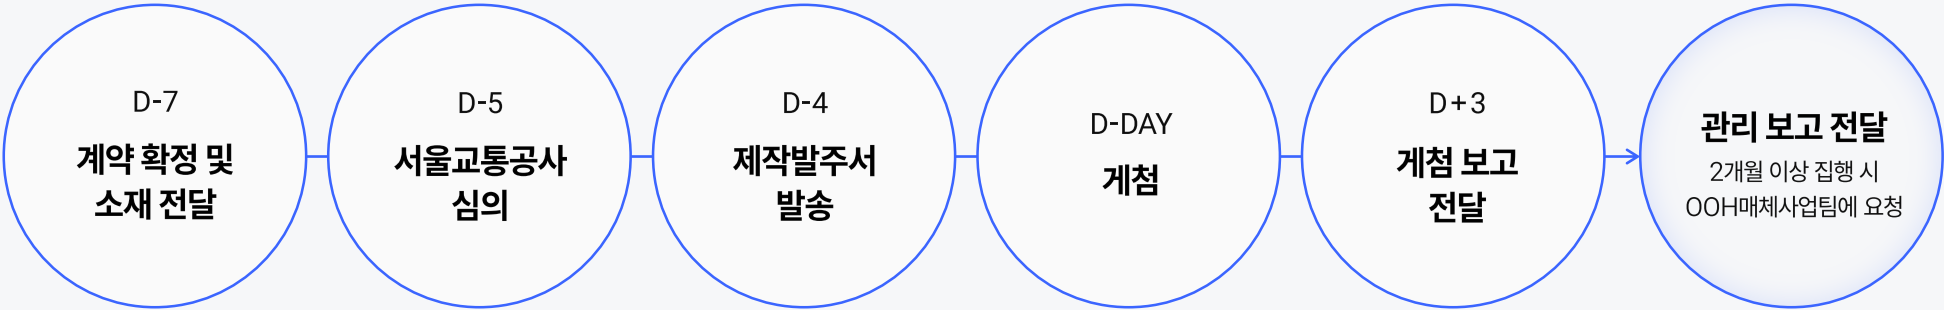 D-7
계약 확정 및
소재 전달
D-5
서울교통공사
심의
D-4
제작발주서
발송
D-DAY
게첨
D+3
게첨 보고
전달
관리 보고 전달
2개월 이상 집행 시
OOH매체사업팀에 요청